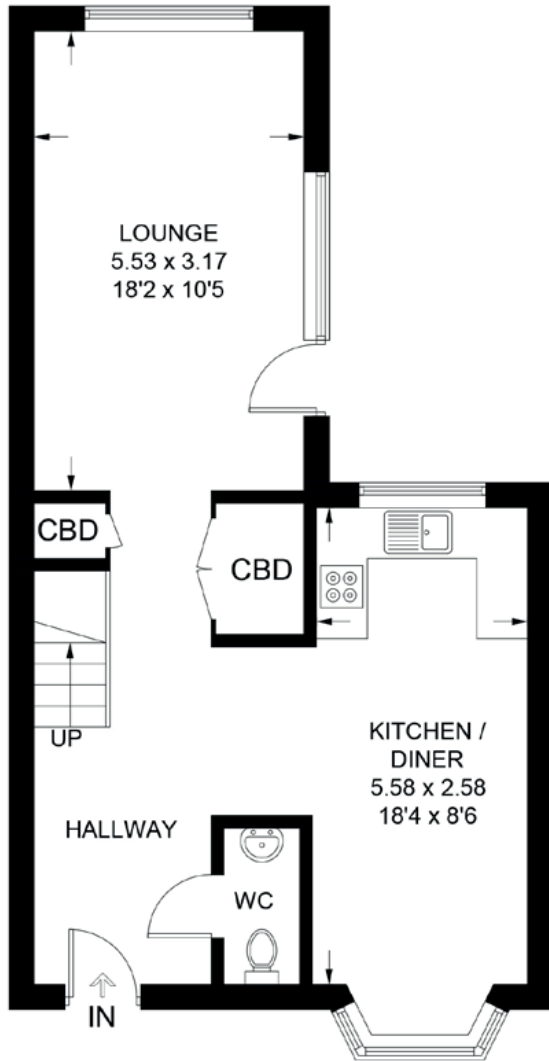 LOUNGE
5.53 x 3.17
18'2 x 10'5
CBD
CBD
UP
KITCHEN /
DINER
5.58 x 2.58
18'4 x 8'6
HALLWAY
WC
IN